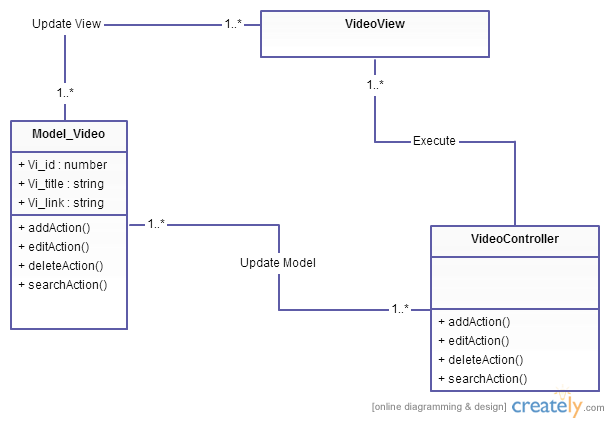 Update View
1..*
VideoView
1..*
1..*
Model_Video
+ Vi_id : number
+ Vi_title : string
+ Vi_link : string
+ addAction()
+ editAction()
+ deleteAction()
+ searchAction()
Execute
1..*
Update Model
1..*
VideoController
+ addAction()
+ editAction()
+ deleteAction()
+ searchAction()
[online diagramming & design] creately.com